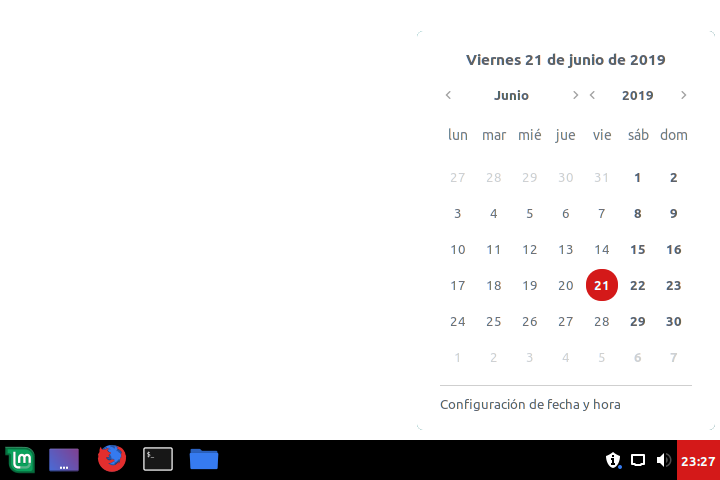 Viernes 21 de junio de 2019
Junio 2019
lun mar mié jue vie sáb dom
27 28 29 30 31 1 2
3 4 5 6 7 8 9
10 11 12 13 14 15 16
17 18 19 20 21 22 23
24 25 26 27 28 29 30
1 2 3 4 5 6 7
Configuración de fecha y hora
lm ... $_ 23:27